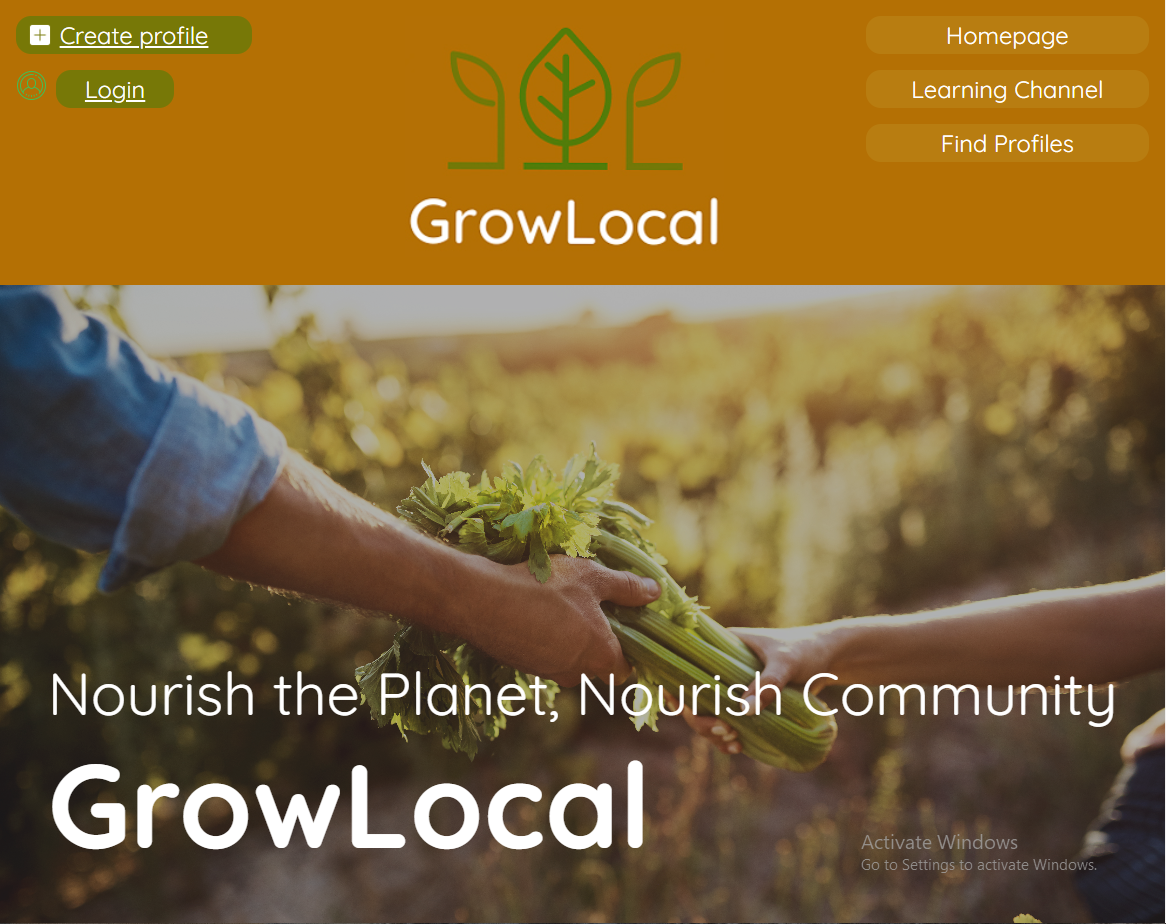 Create profile
Login
Homepage
Learning Channel
Find Profiles
GrowLocal
Nourish the Planet, Nourish Community
GrowLocal
Activate Windows
Go to Settings to activate Windows.